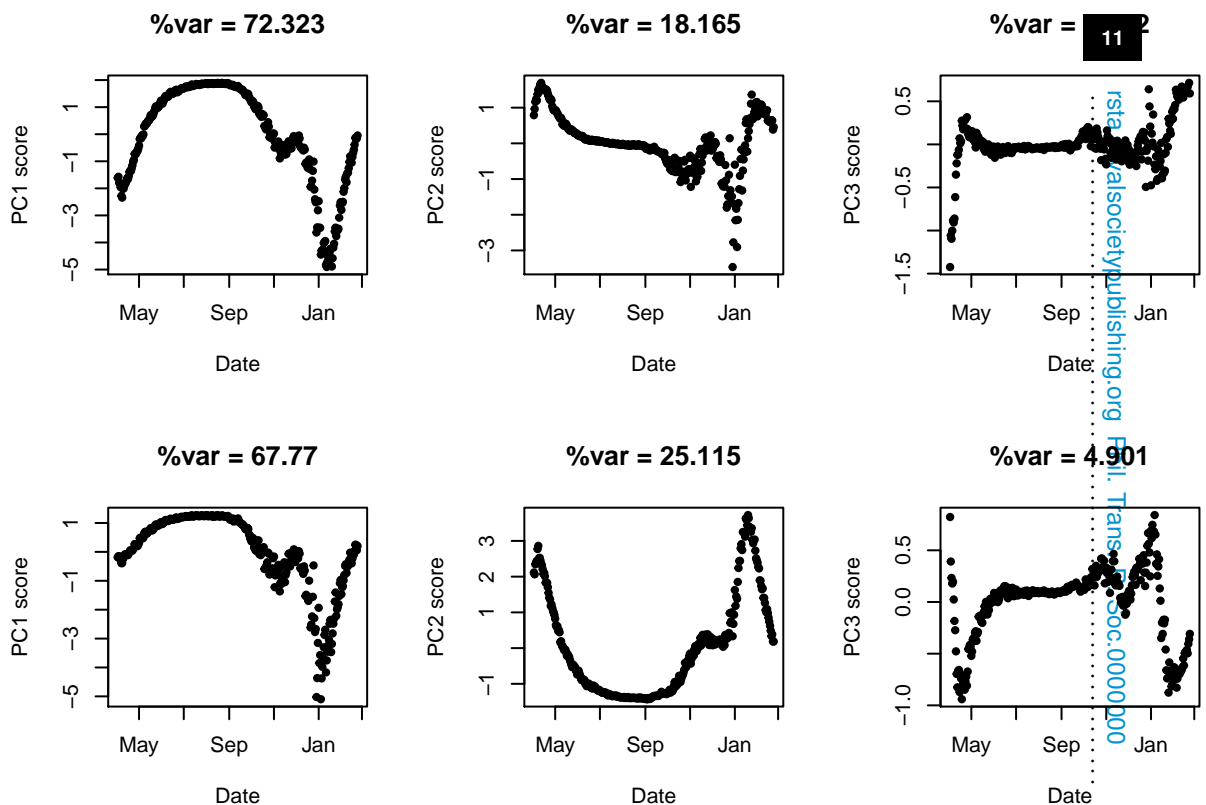 %var = 72.323
%var = 18.165
%var =
11
PC1 score
1
−1
−3
−5
May Sep Jan
Date
PC2 score
1
−1
−3
May Sep Jan
Date
PC3 score
0.5
−0.5
−1.5
May Sep Jan
Date
%var = 67.77
%var = 25.115
%var = 4.901
PC1 score
1
−1
−3
−5
May Sep Jan
Date
PC2 score
3
2
1
−1
May Sep Jan
Date
PC3 score
0.5
0.0
−1.0
May Sep Jan
Date
rsta valsocietypublishing.org Phil. Trans. Soc. 0000000